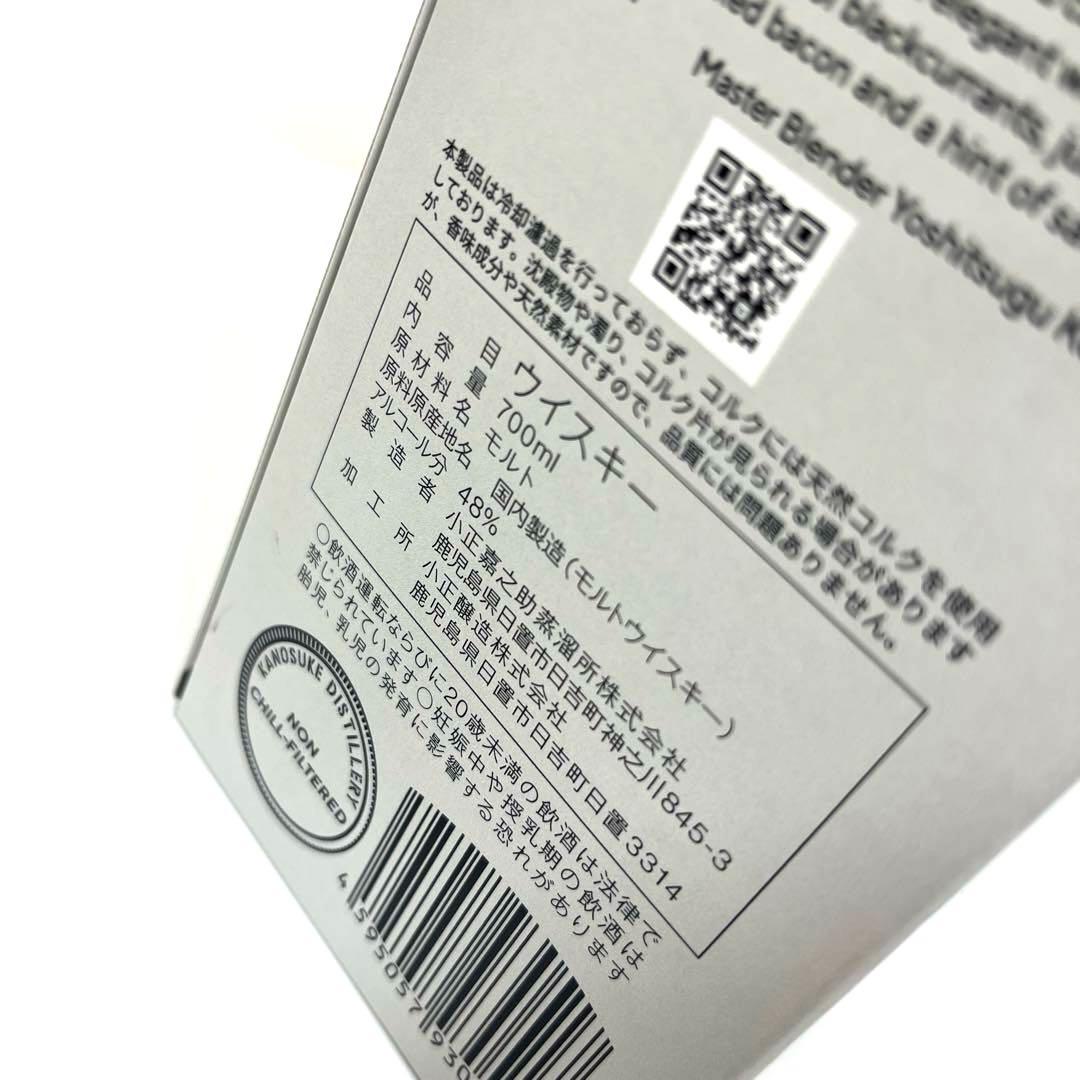 elegant w
blackcurrants, ju
bacon and a hint of sa
Master Blender Yoshitsugu K
本製品は冷却濾過を行っておらず、コルクには天然コルクを使用
しております。沈殿物や濁り、コルク片が見られる場合があります
が、香味成分や天然素材ですので、品質には問題ありません。
品目 ウイスキー
内容量 700ml
原材料名 モルト
原料原産地名 国内製造(モルトウイスキー)
アルコール分 48%
製造者 小正嘉之助蒸溜所株式会社
鹿児島県日置市日吉町神之川845-3
加工所 小正醸造株式会社
鹿児島県日置市日吉町日置3314
○飲酒運転ならびに20歳未満の飲酒は法律で
禁じられています○妊娠中や授乳期の飲酒は
胎児、乳児の発育に影響する恐れがあります
KANOSUKE DISTILLERY
NON
CHILL-FILTERED
4 595057 930